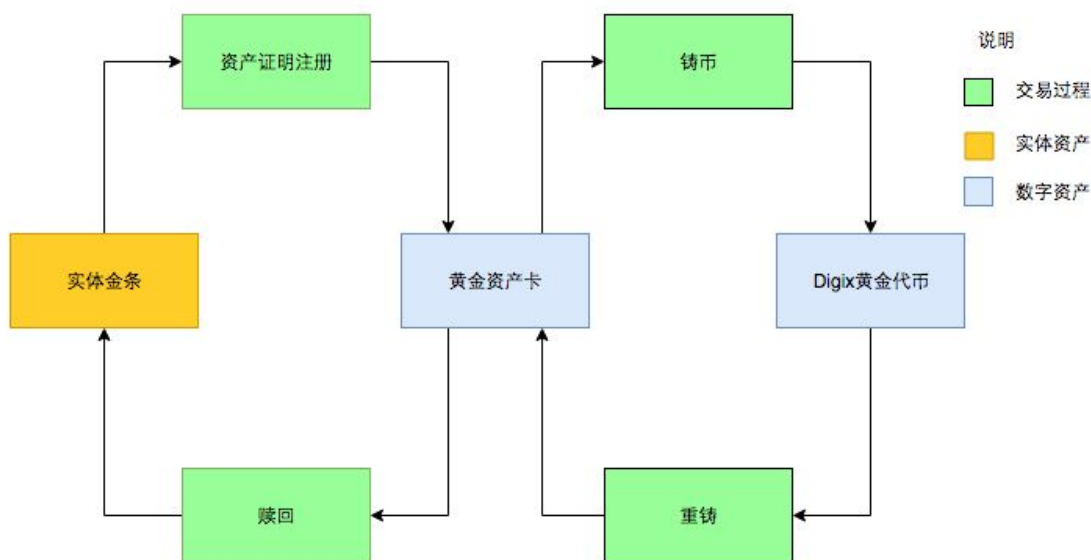 资产证明注册
铸币
说明
交易过程
实体资产
数字资产
实体金条
黄金资产卡
Digix黄金代币
赎回
重铸